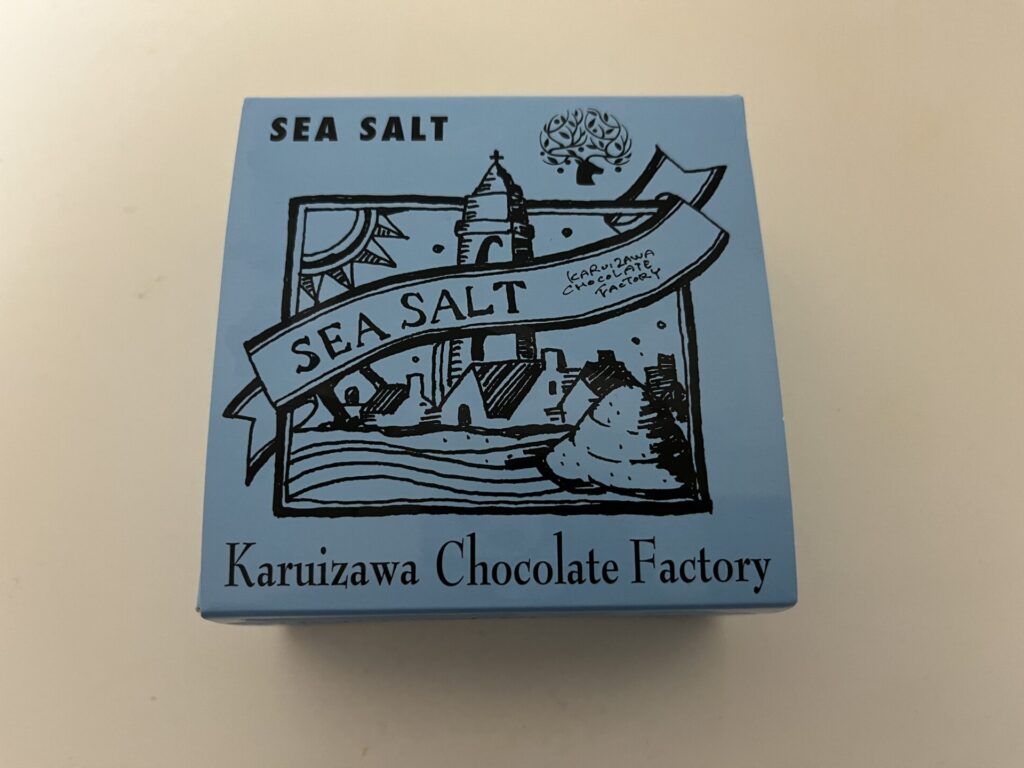 SEA SALT
SEA SALT
KARUIZAWA
CHOCOLATE
FACTORY
Karuizawa Chocolate Factory